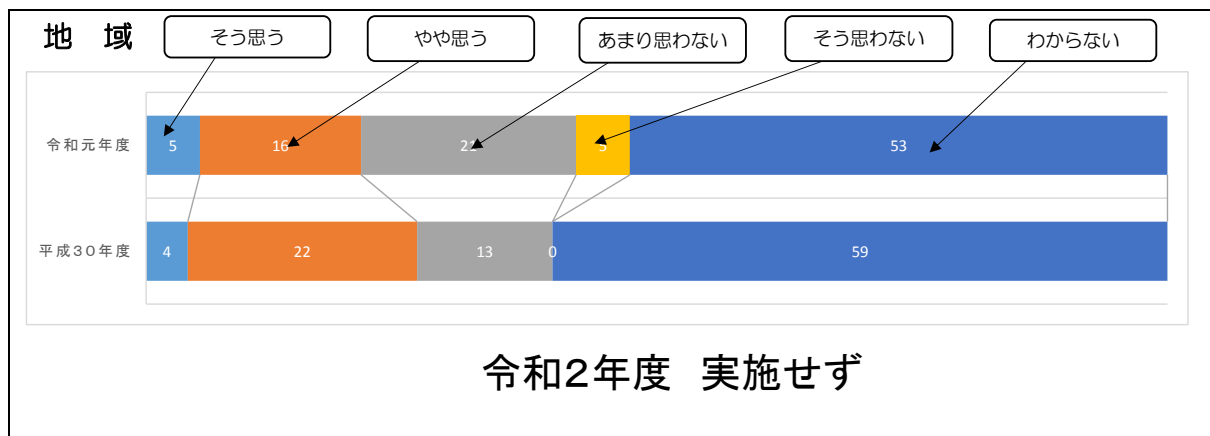 地　域
そう思う
やや思う
あまり思わない
そう思わない
わからない
令和元年度
5
16
21
5
53
平成３０年度
4
22
13
0
59
令和２年度　実施せず